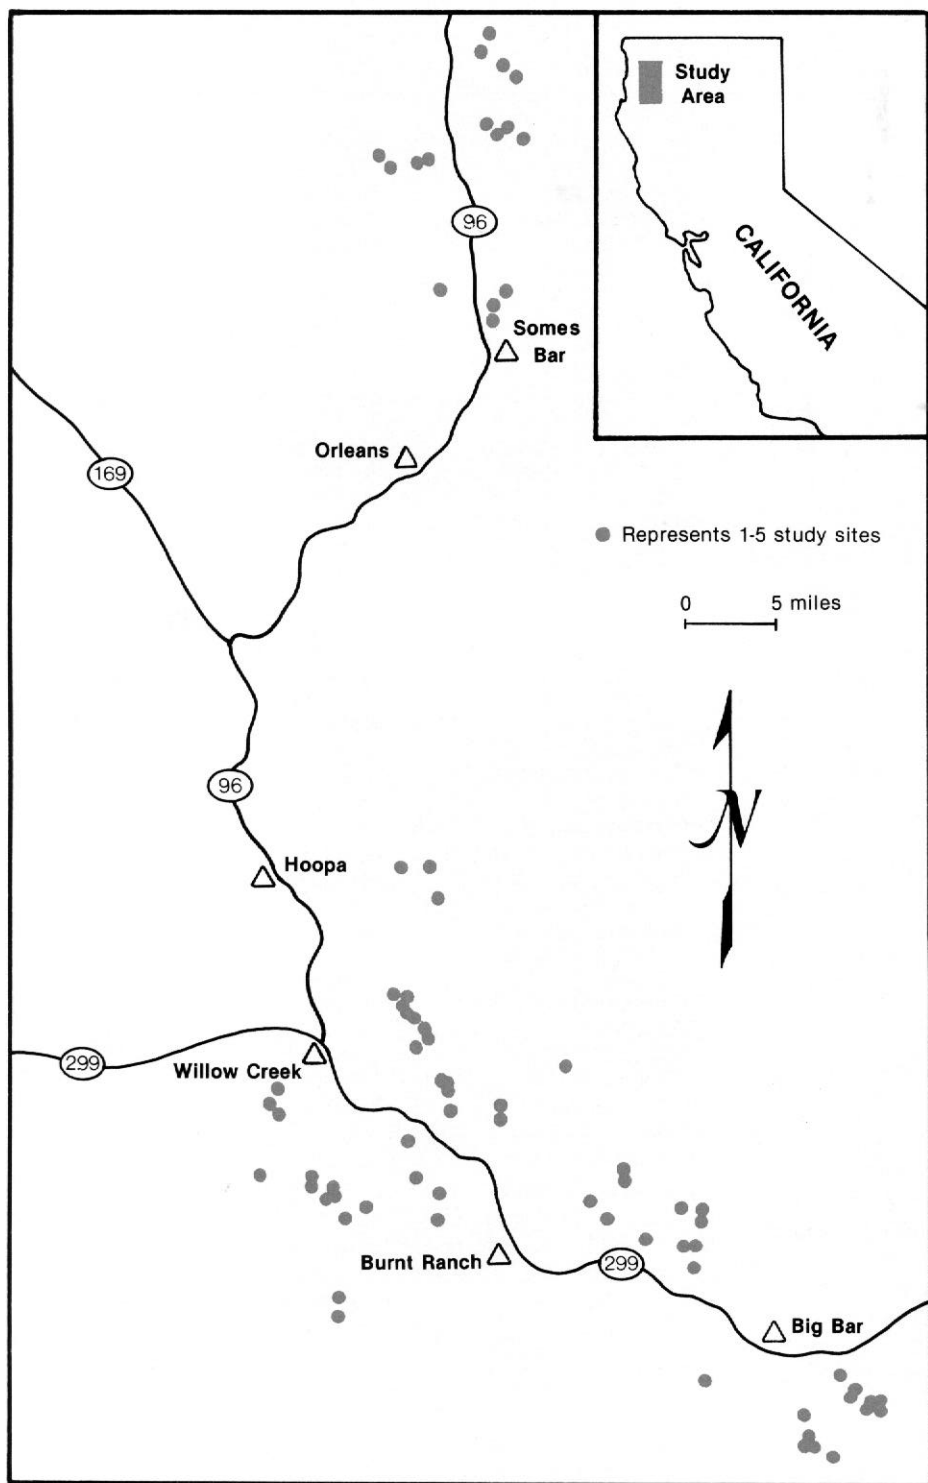 Study
Area
CALIFORNIA
96
Somes
Bar
Orleans
169
Represents 1-5 study sites
0 5 miles
N
96
Hoopa
299
Willow Creek
Burnt Ranch
299
Big Bar